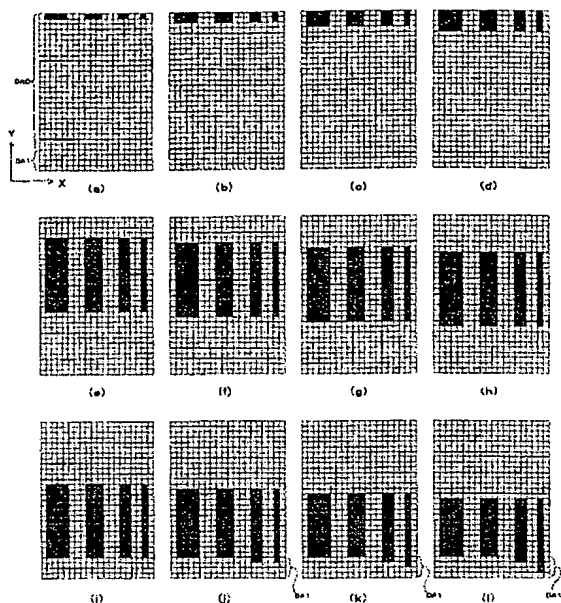 DA0
Y
DA1
X
(a) (b) (c) (d)
(e) (f) (g) (h)
(i) (j) (k) (l)
DA1 DA1 DA1